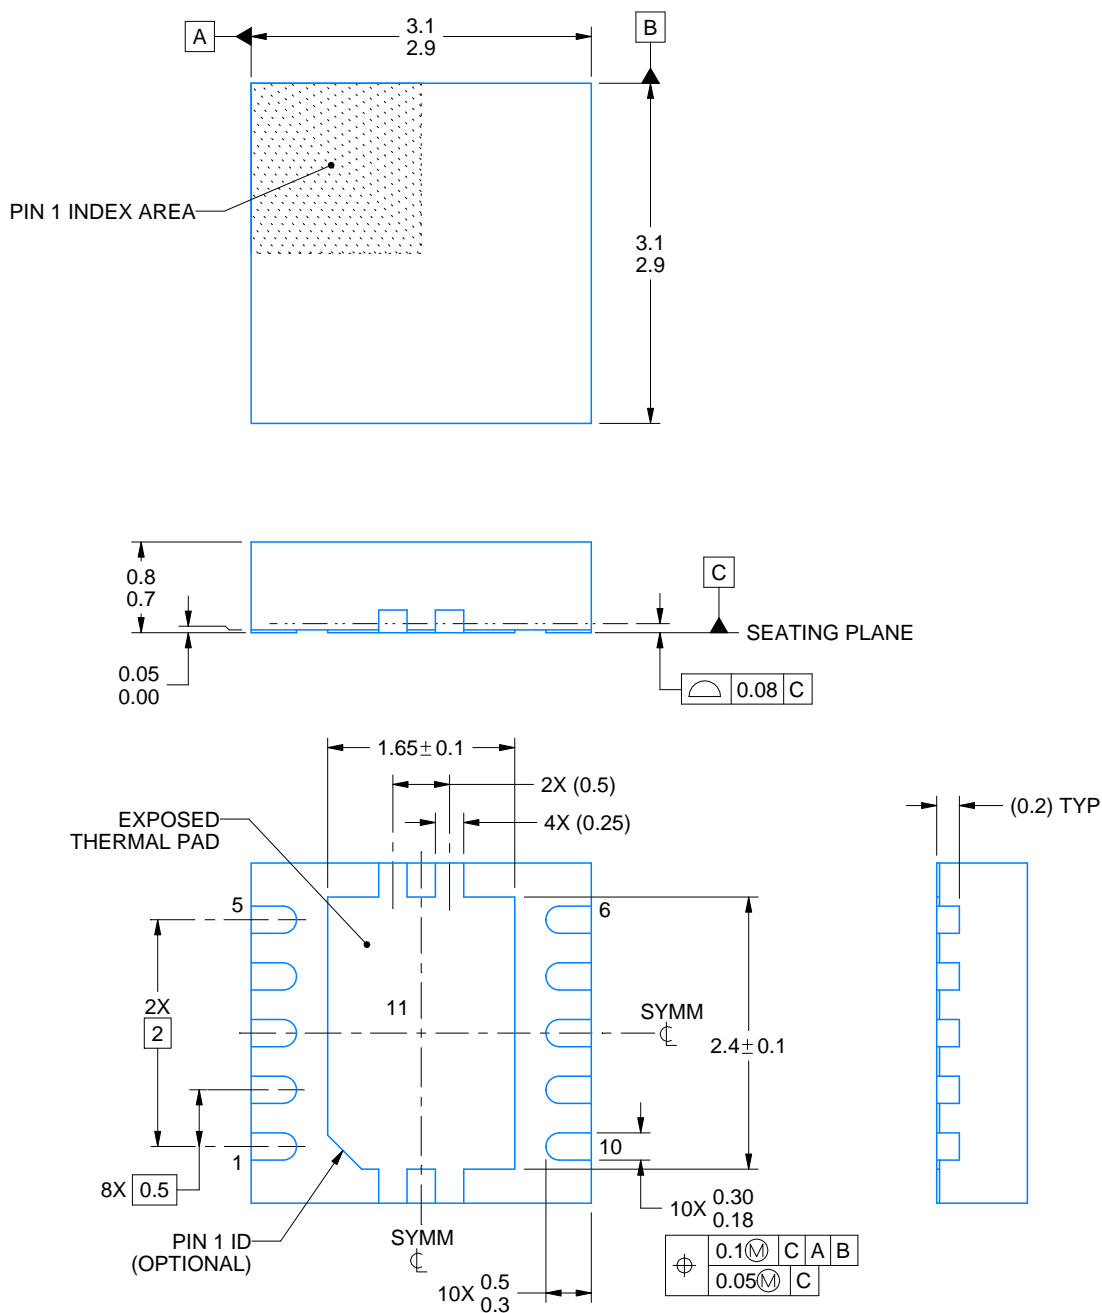 A
3.1
2.9
B
PIN 1 INDEX AREA
3.1
2.9
0.8
0.7
C
SEATING PLANE
0.05
0.00
0.08 C
1.65± 0.1
2X (0.5)
4X (0.25)
(0.2) TYP
EXPOSED
THERMAL PAD
5
6
11
SYMM
2X
2
2.4± 0.1
1
10
8X 0.5
10X 0.30
0.18
PIN 1 ID
(OPTIONAL)
SYMM
0.1Ⓜ C A B
0.05Ⓜ C
10X 0.5
0.3